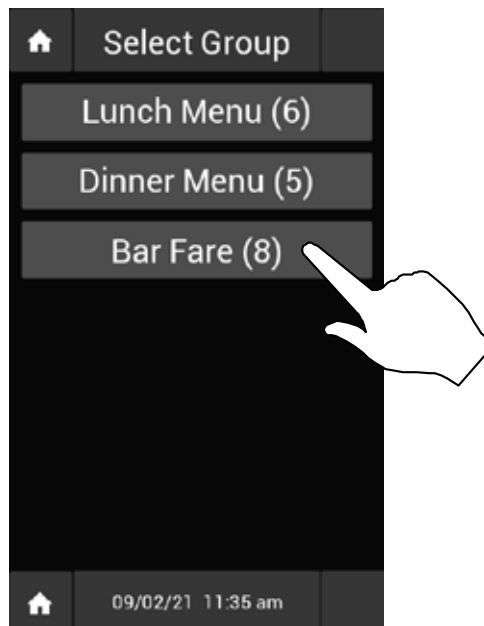 Select Group
Lunch Menu (6)
Dinner Menu (5)
Bar Fare (8)
09/02/21 11:35 am